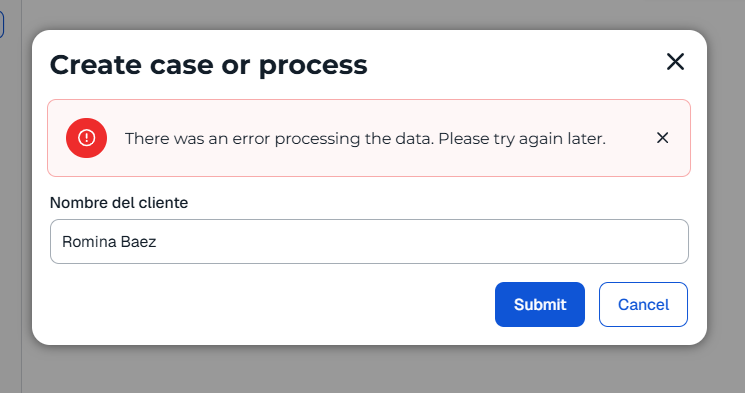 Create case or process
There was an error processing the data. Please try again later.
Nombre del cliente
Romina Baez
Submit
Cancel